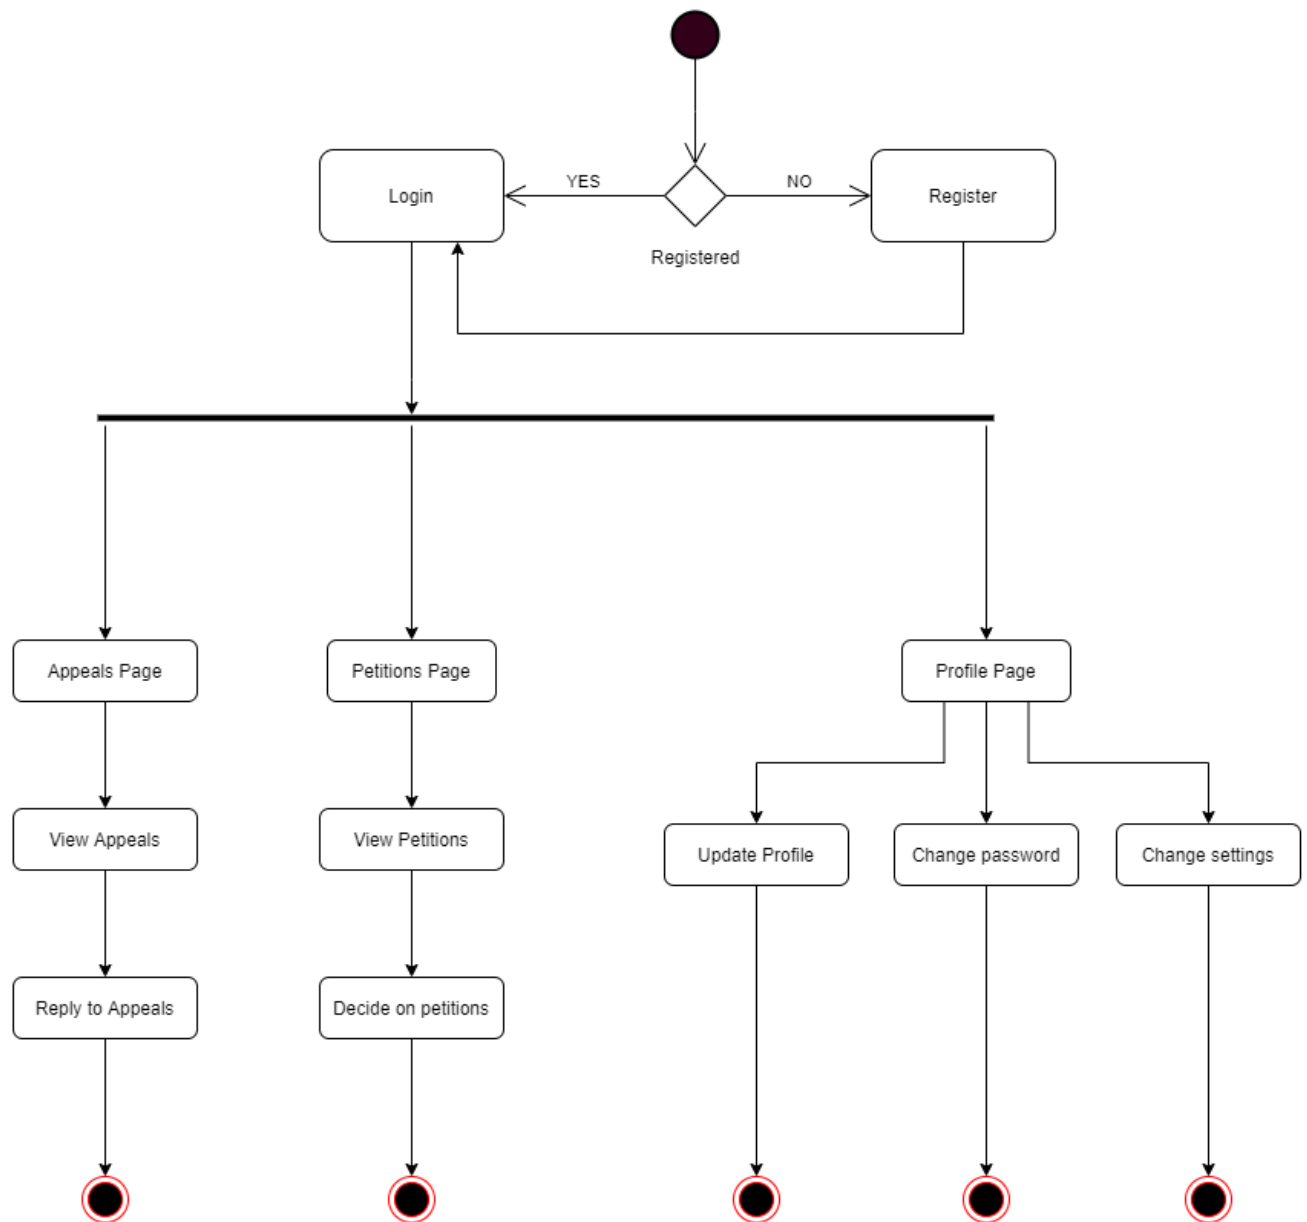 YES
NO
Login
Register
Registered
Appeals Page
Petitions Page
Profile Page
View Appeals
View Petitions
Update Profile
Change password
Change settings
Reply to Appeals
Decide on petitions